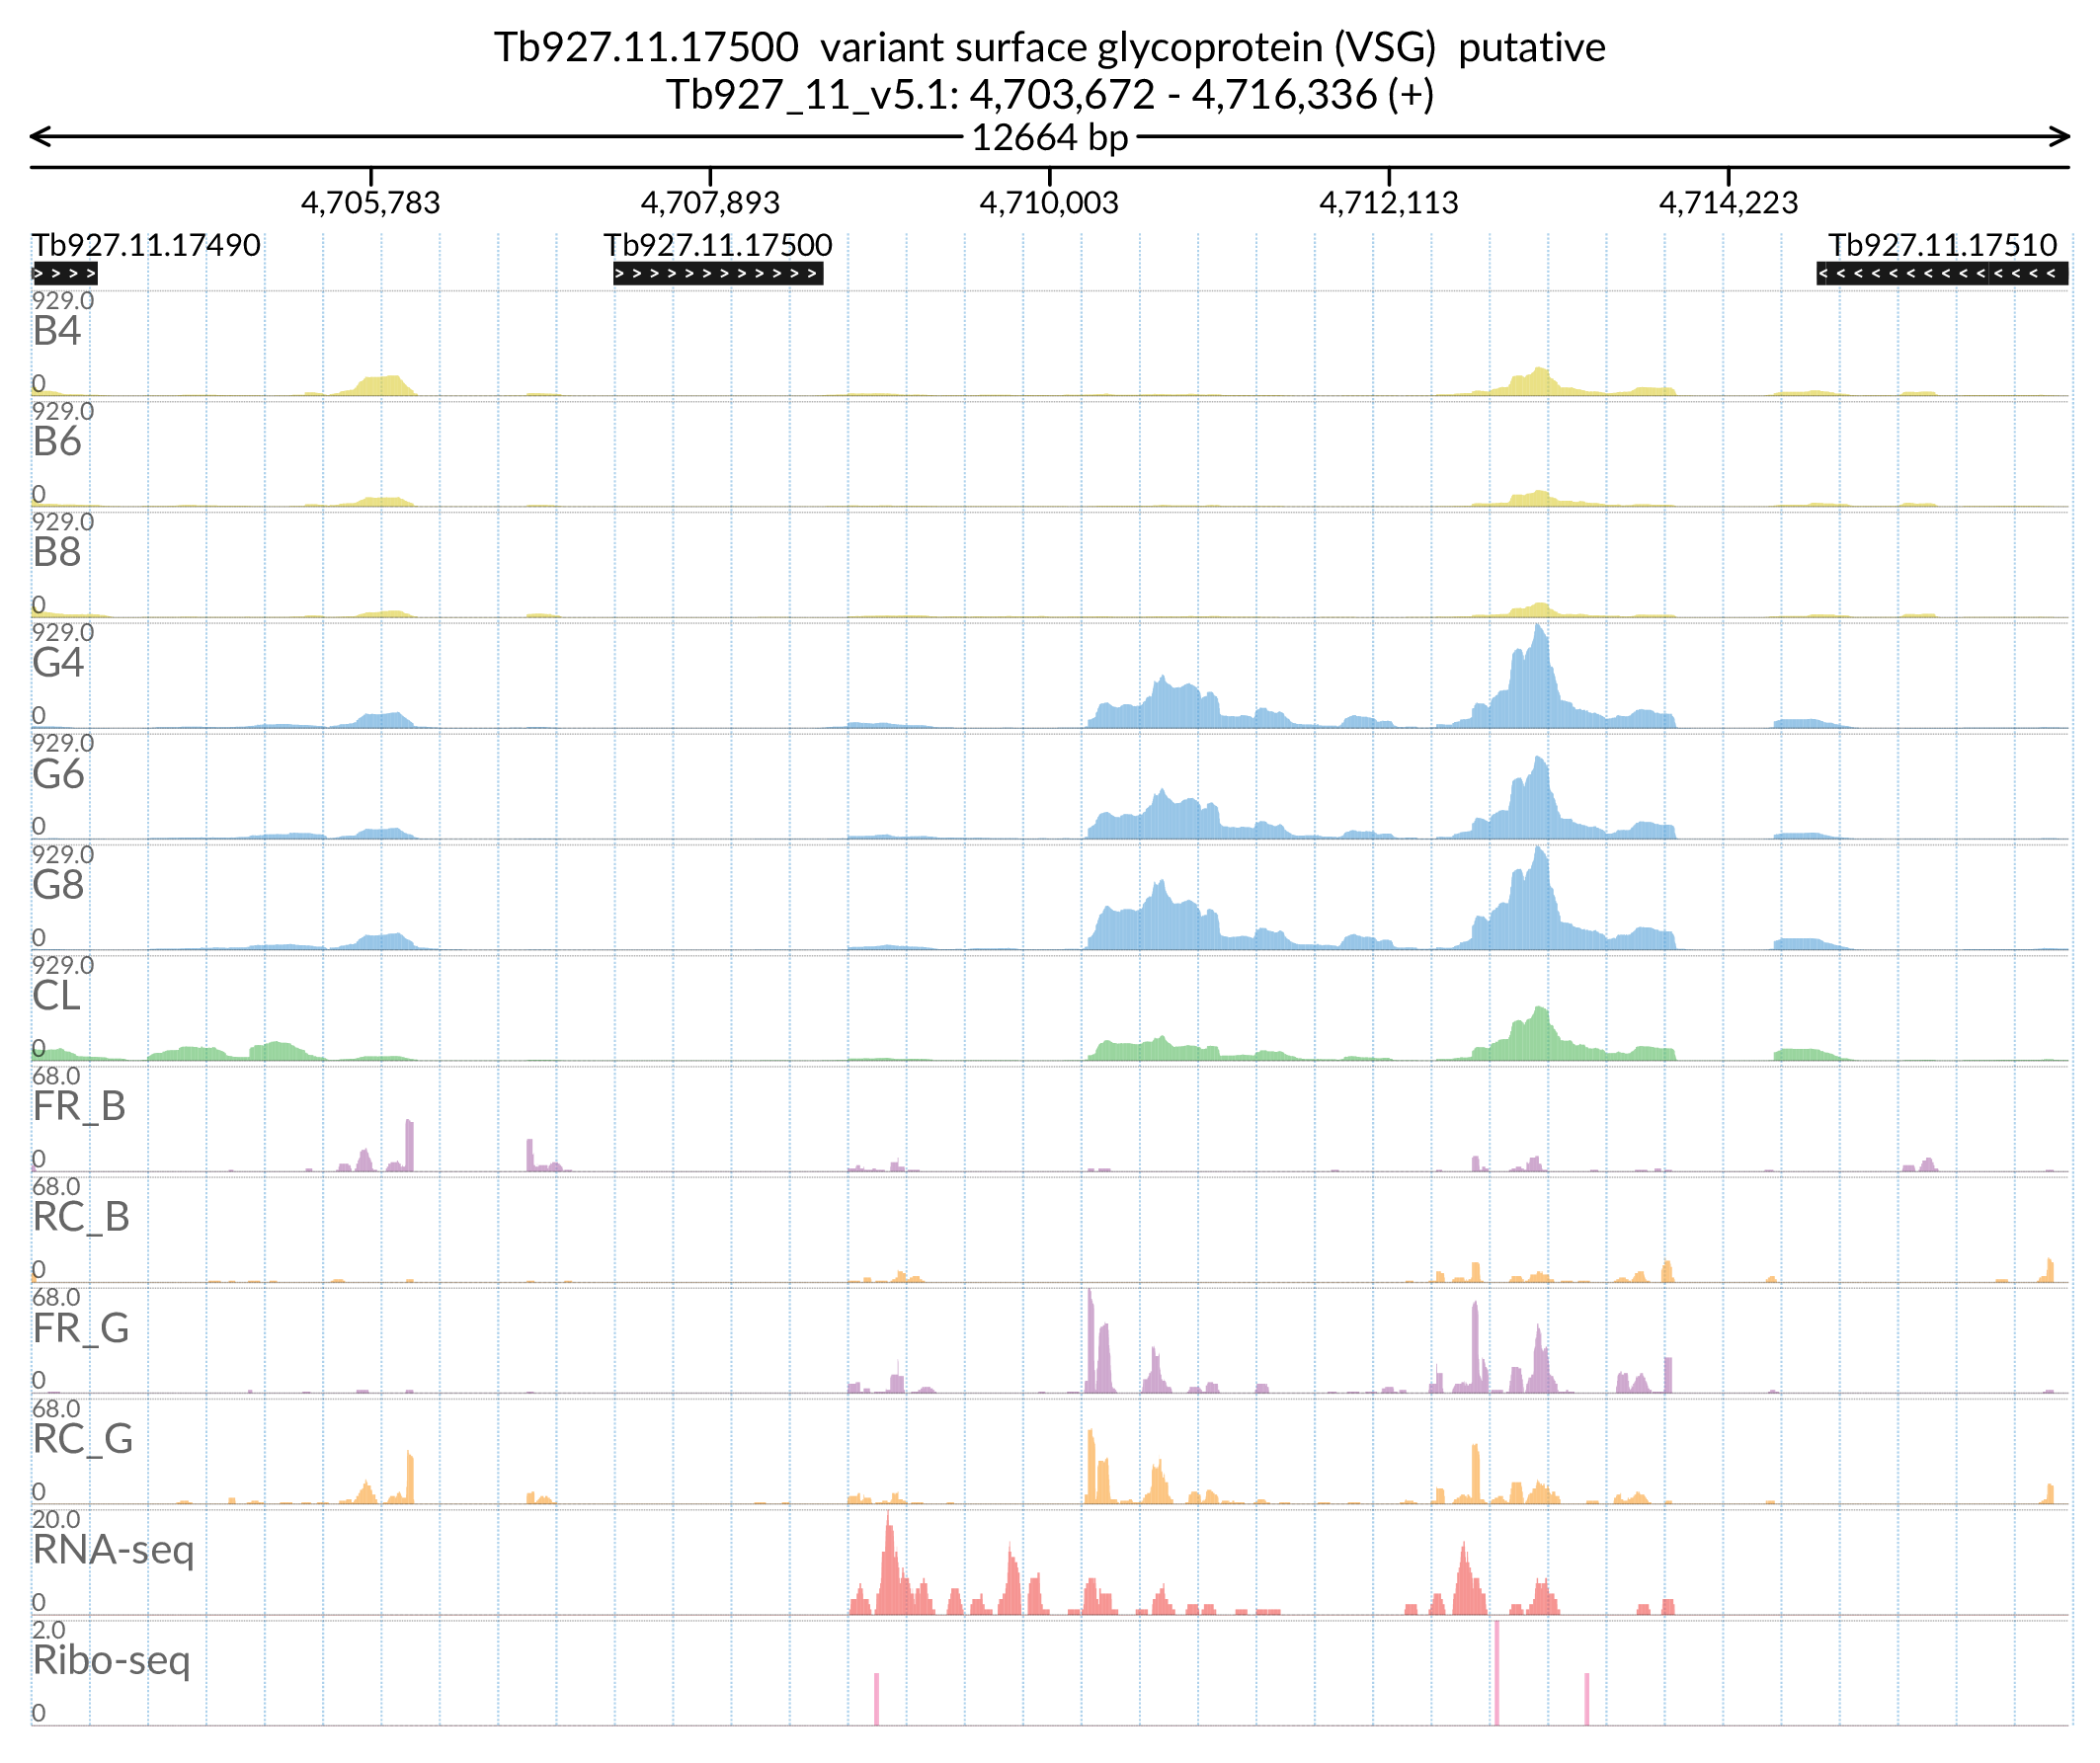 Tb927.11.17500  variant surface glycoprotein (VSG)  putative
Tb927_11_v5.1: 4,703,672 - 4,716,336 (+)
12664 bp
4,705,783 4,707,893 4,710,003 4,712,113 4,714,223
Tb927.11.17490 Tb927.11.17500 Tb927.11.17510
929.0
B4
0
929.0
B6
0
929.0
B8
0
929.0
G4
0
929.0
G6
0
929.0
G8
0
929.0
CL
0
68.0
FR_B
0
68.0
RC_B
0
68.0
FR_G
0
68.0
RC_G
0
20.0
RNA-seq
0
2.0
Ribo-seq
0